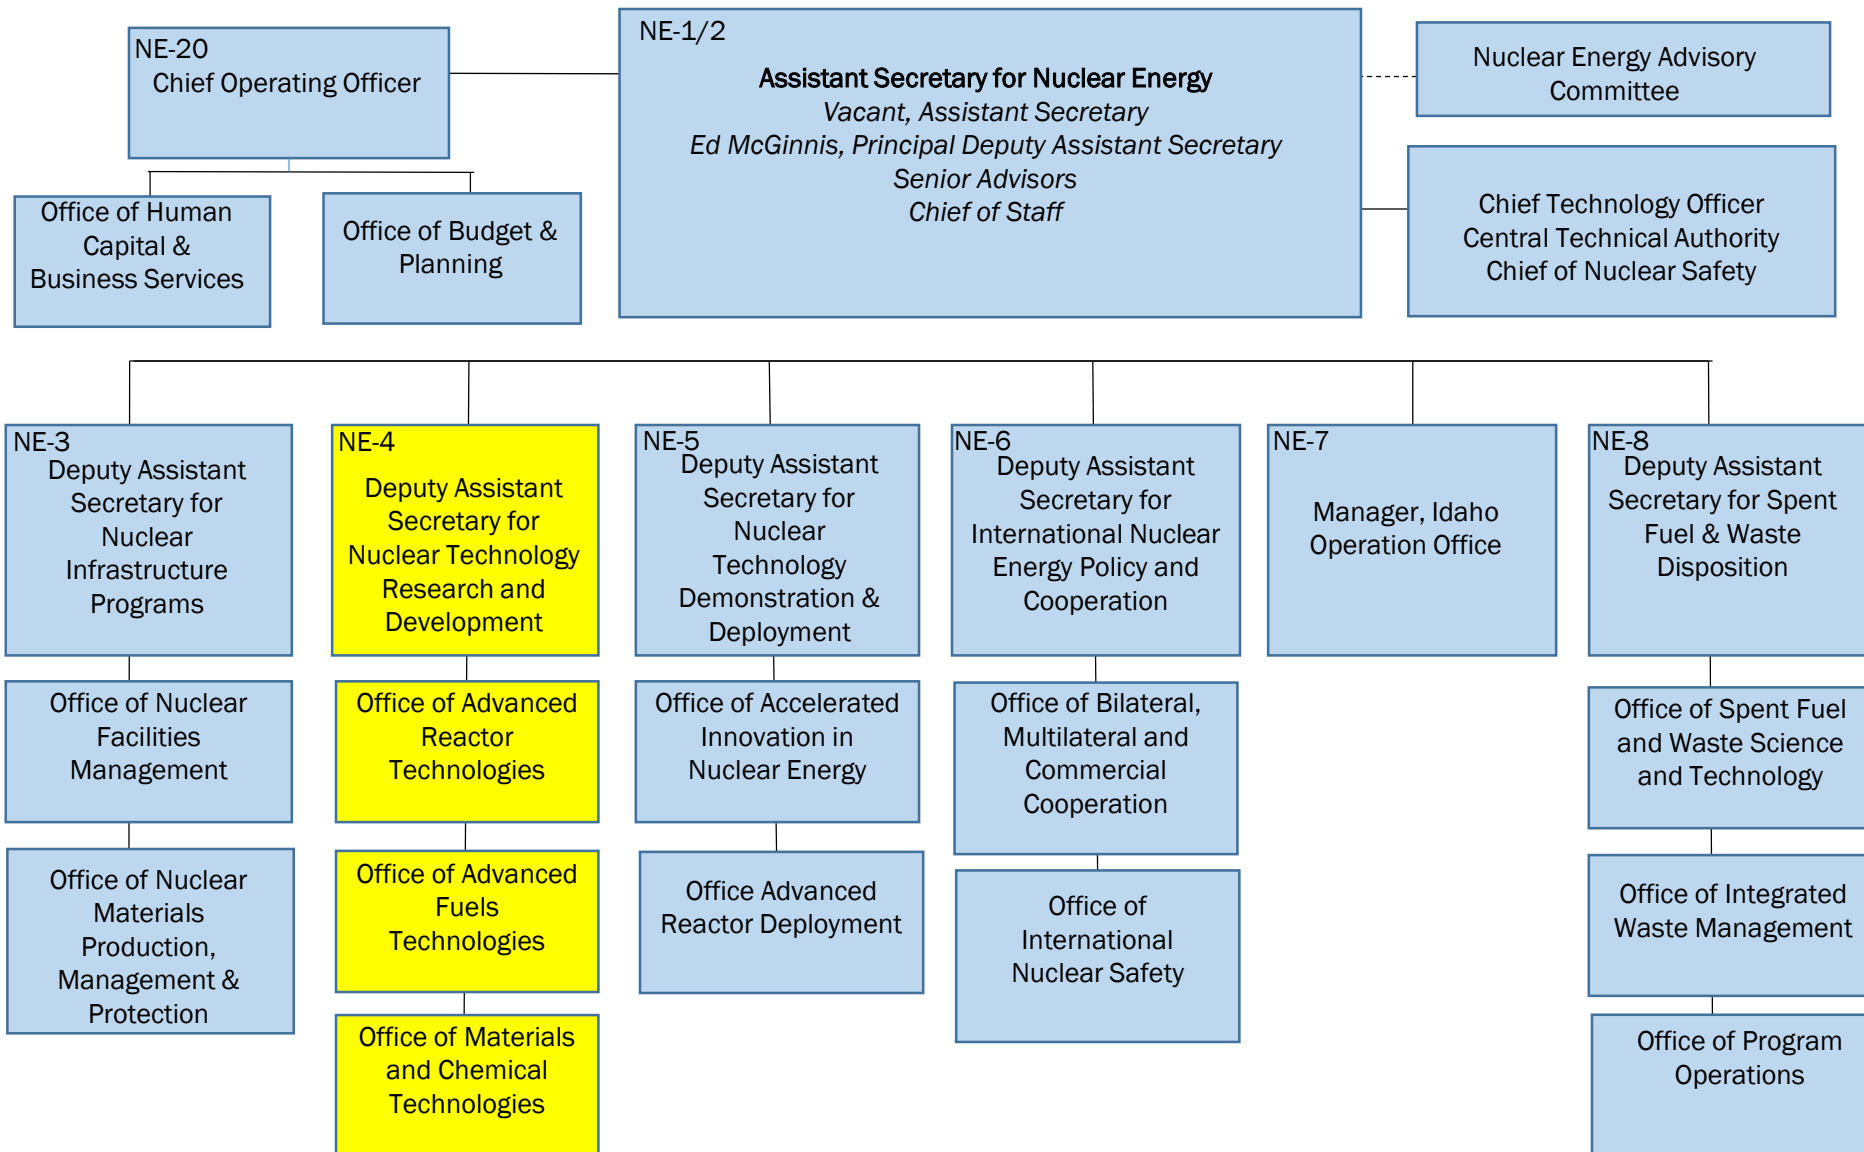 NE-20
Chief Operating Officer
NE-1/2
Assistant Secretary for Nuclear Energy
Vacant, Assistant Secretary
Ed McGinnis, Principal Deputy Assistant Secretary
Senior Advisors
Chief of Staff
Nuclear Energy Advisory
Committee
Chief Technology Officer
Central Technical Authority
Chief of Nuclear Safety
Office of Human
Capital &
Business Services
Office of Budget &
Planning
NE-3
Deputy Assistant
Secretary for
Nuclear
Infrastructure
Programs
Office of Nuclear
Facilities
Management
Office of Nuclear
Materials
Production,
Management &
Protection
NE-4
Deputy Assistant
Secretary for
Nuclear Technology
Research and
Development
Office of Advanced
Reactor
Technologies
Office of Advanced
Fuels
Technologies
Office of Materials
and Chemical
Technologies
NE-5
Deputy Assistant
Secretary for
Nuclear
Technology
Demonstration &
Deployment
Office of Accelerated
Innovation in
Nuclear Energy
Office Advanced
Reactor Deployment
NE-6
Deputy Assistant
Secretary for
International Nuclear
Energy Policy and
Cooperation
Office of Bilateral,
Multilateral and
Commercial
Cooperation
Office of
International
Nuclear Safety
NE-7
Manager, Idaho
Operation Office
NE-8
Deputy Assistant
Secretary for Spent
Fuel & Waste
Disposition
Office of Spent Fuel
and Waste Science
and Technology
Office of Integrated
Waste Management
Office of Program
Operations